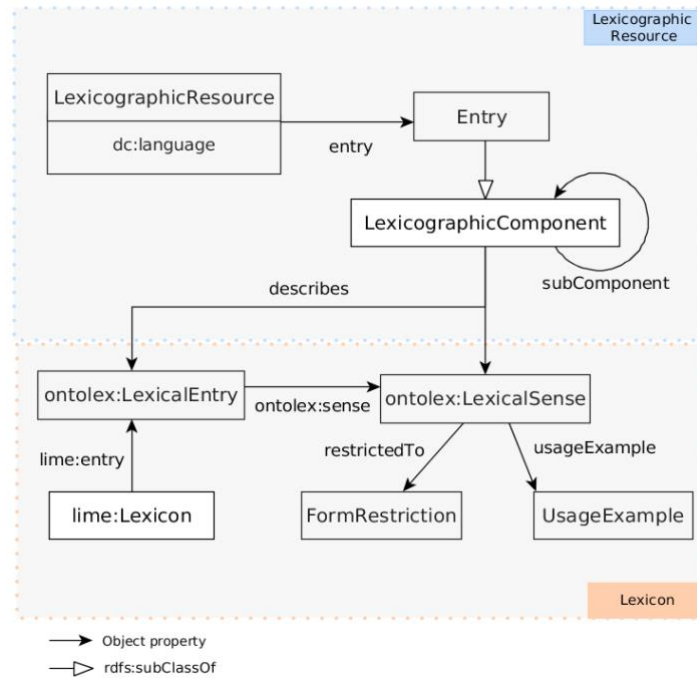 Lexicographic
Resource
LexicographicResource
dc:language
entry
Entry
LexicographicComponent
subComponent
describes
ontolex:LexicalEntry
ontolex:sense
ontolex:LexicalSense
lime:entry
restrictedTo
usageExample
lime:Lexicon
FormRestriction
UsageExample
Lexicon
Object property
rdfs:subClassOf